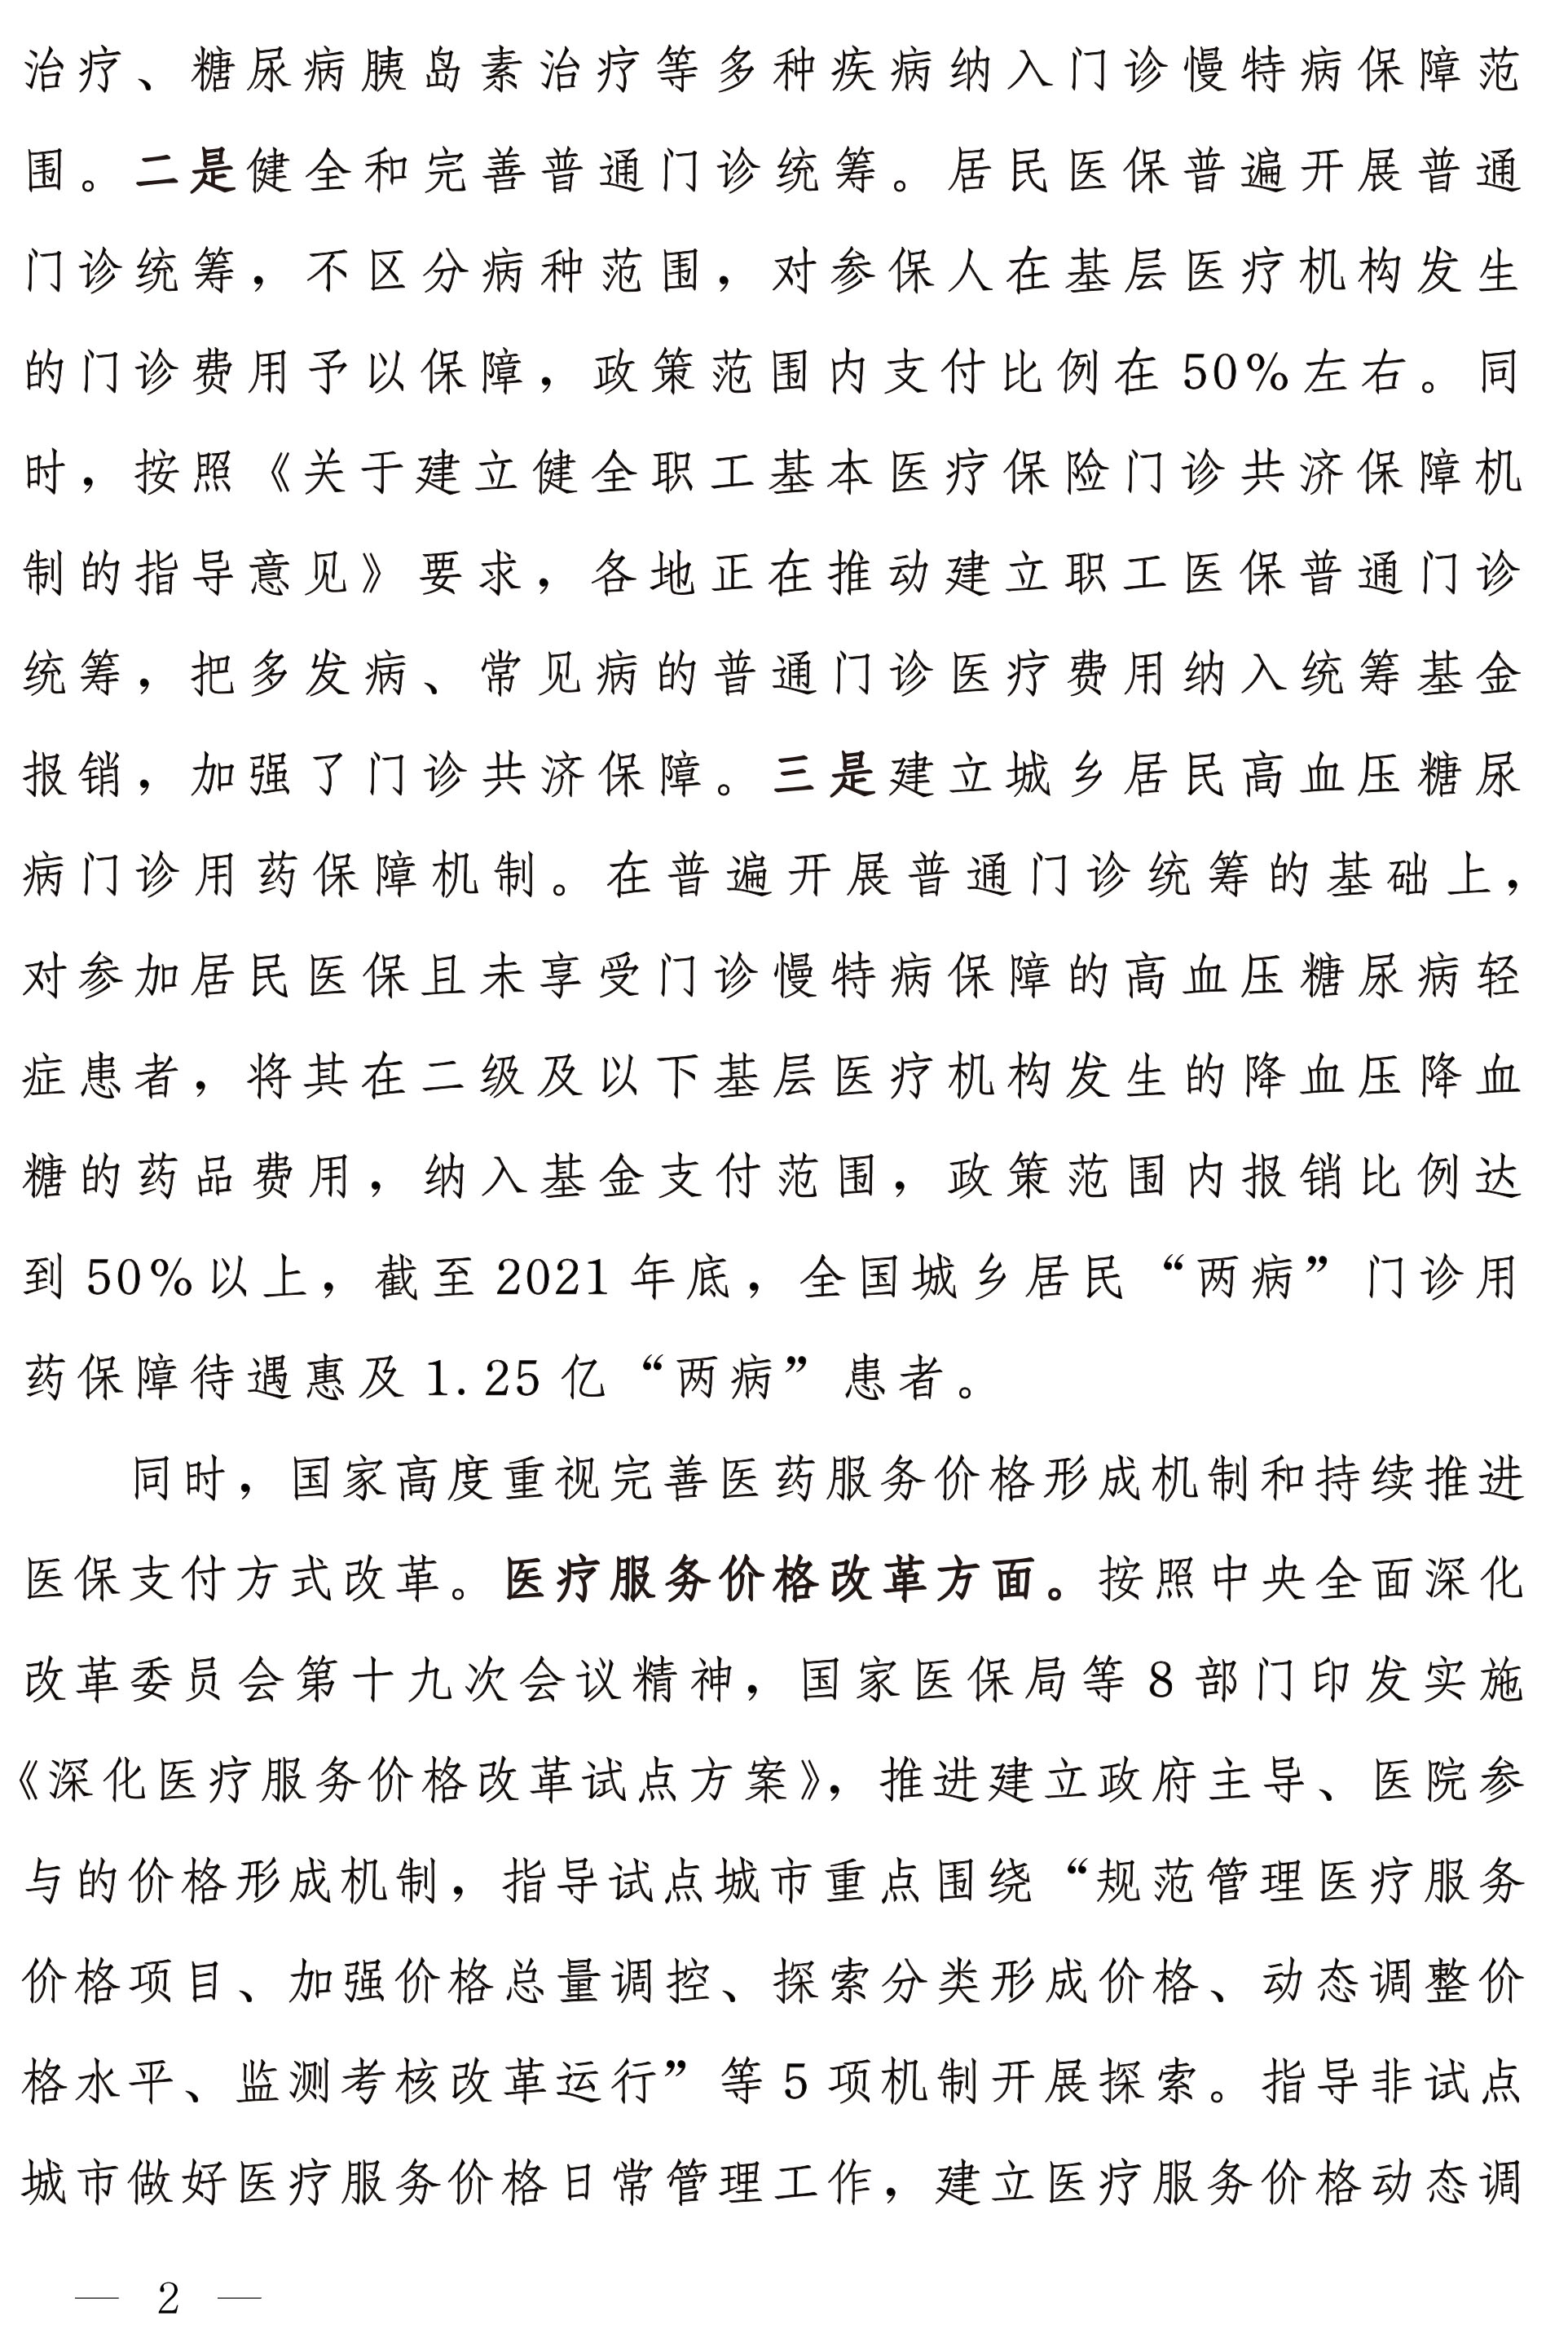 治疗、糖尿病胰岛素治疗等多种疾病纳入门诊慢特病保障范
围。二是健全和完善普通门诊统筹。居民医保普遍开展普通
门诊统筹，不区分病种范围，对参保人在基层医疗机构发生
的门诊费用予以保障，政策范围内支付比例在50%左右。同
时，按照《关于建立健全职工基本医疗保险门诊共济保障机
制的指导意见》要求，各地正在推动建立职工医保普通门诊
统筹，把多发病、常见病的普通门诊医疗费用纳入统筹基金
报销，加强了门诊共济保障。三是建立城乡居民高血压糖尿
病门诊用药保障机制。在普遍开展普通门诊统筹的基础上，
对参加居民医保且未享受门诊慢特病保障的高血压糖尿病轻
症患者，将其在二级及以下基层医疗机构发生的降血压降血
糖的药品费用，纳入基金支付范围，政策范围内报销比例达
到50%以上，截至2021年底，全国城乡居民“两病”门诊用
药保障待遇惠及1.25亿“两病”患者。
同时，国家高度重视完善医药服务价格形成机制和持续推进
医保支付方式改革。医疗服务价格改革方面。按照中央全面深化
改革委员会第十九次会议精神，国家医保局等8部门印发实施
《深化医疗服务价格改革试点方案》，推进建立政府主导、医院参
与的价格形成机制，指导试点城市重点围绕“规范管理医疗服务
价格项目、加强价格总量调控、探索分类形成价格、动态调整价
格水平、监测考核改革运行”等5项机制开展探索。指导非试点
城市做好医疗服务价格日常管理工作，建立医疗服务价格动态调
— 2 —